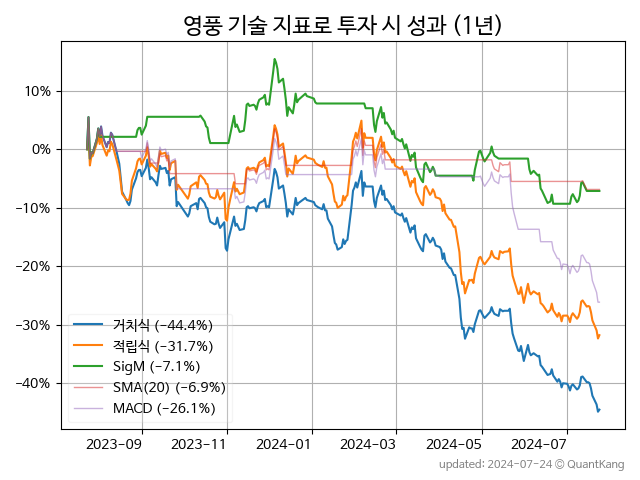 영풍 기술 지표로 투자 시 성과 (1년)
10%
0%
−10%
−20%
−30%
−40%
거치식 (−44.4%)
적립식 (−31.7%)
SigM (−7.1%)
SMA(20) (−6.9%)
MACD (−26.1%)
2023−09 2023−11 2024−01 2024−03 2024−05 2024−07
updated: 2024-07-24 © QuantKang